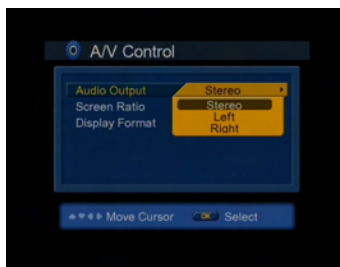 A/V Control
Audio Output Stereo
Screen Ratio Stereo
Display Format Left
Right
Move Cursor OK Select